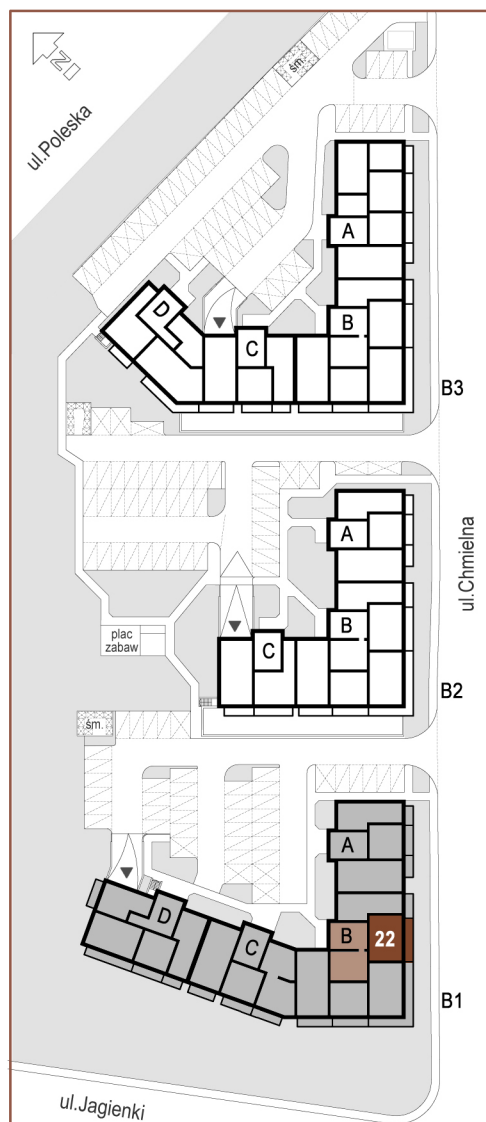 N
śm.
ul.Poleska
A
D
B
C
B3
A
ul.Chmielna
B
plac
zabaw
C
B2
śm.
A
D
B
22
C
B1
ul.Jagienki